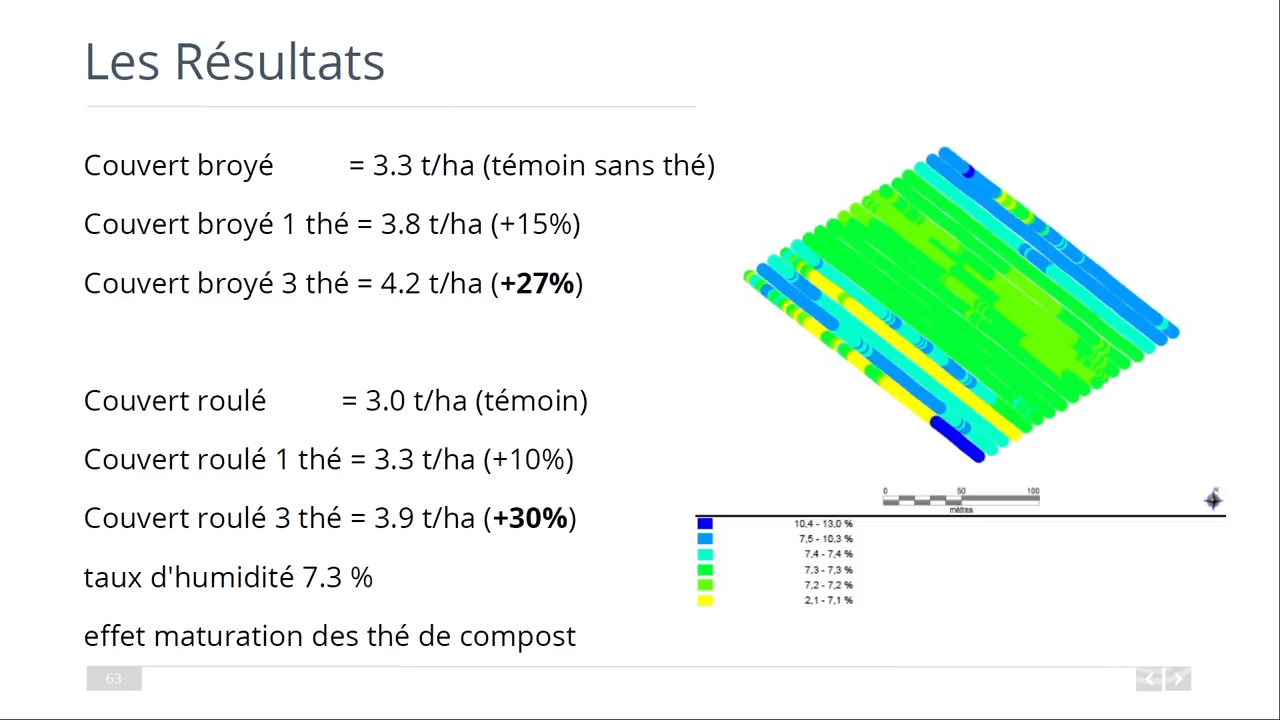 Les Résultats
Couvert broyé = 3.3 t/ha (témoin sans thé)
Couvert broyé 1 thé = 3.8 t/ha (+15%)
Couvert broyé 3 thé = 4.2 t/ha (+27%)
Couvert roulé = 3.0 t/ha (témoin)
Couvert roulé 1 thé = 3.3 t/ha (+10%)
Couvert roulé 3 thé = 3.9 t/ha (+30%)
taux d'humidité 7.3 %
effet maturation des thé de compost
0 50 100
mètres
N
10,4 - 13,0 %
7,5 - 10,3 %
7,4 - 7,4 %
7,3 - 7,3 %
7,2 - 7,2 %
2,1 - 7,1 %
63